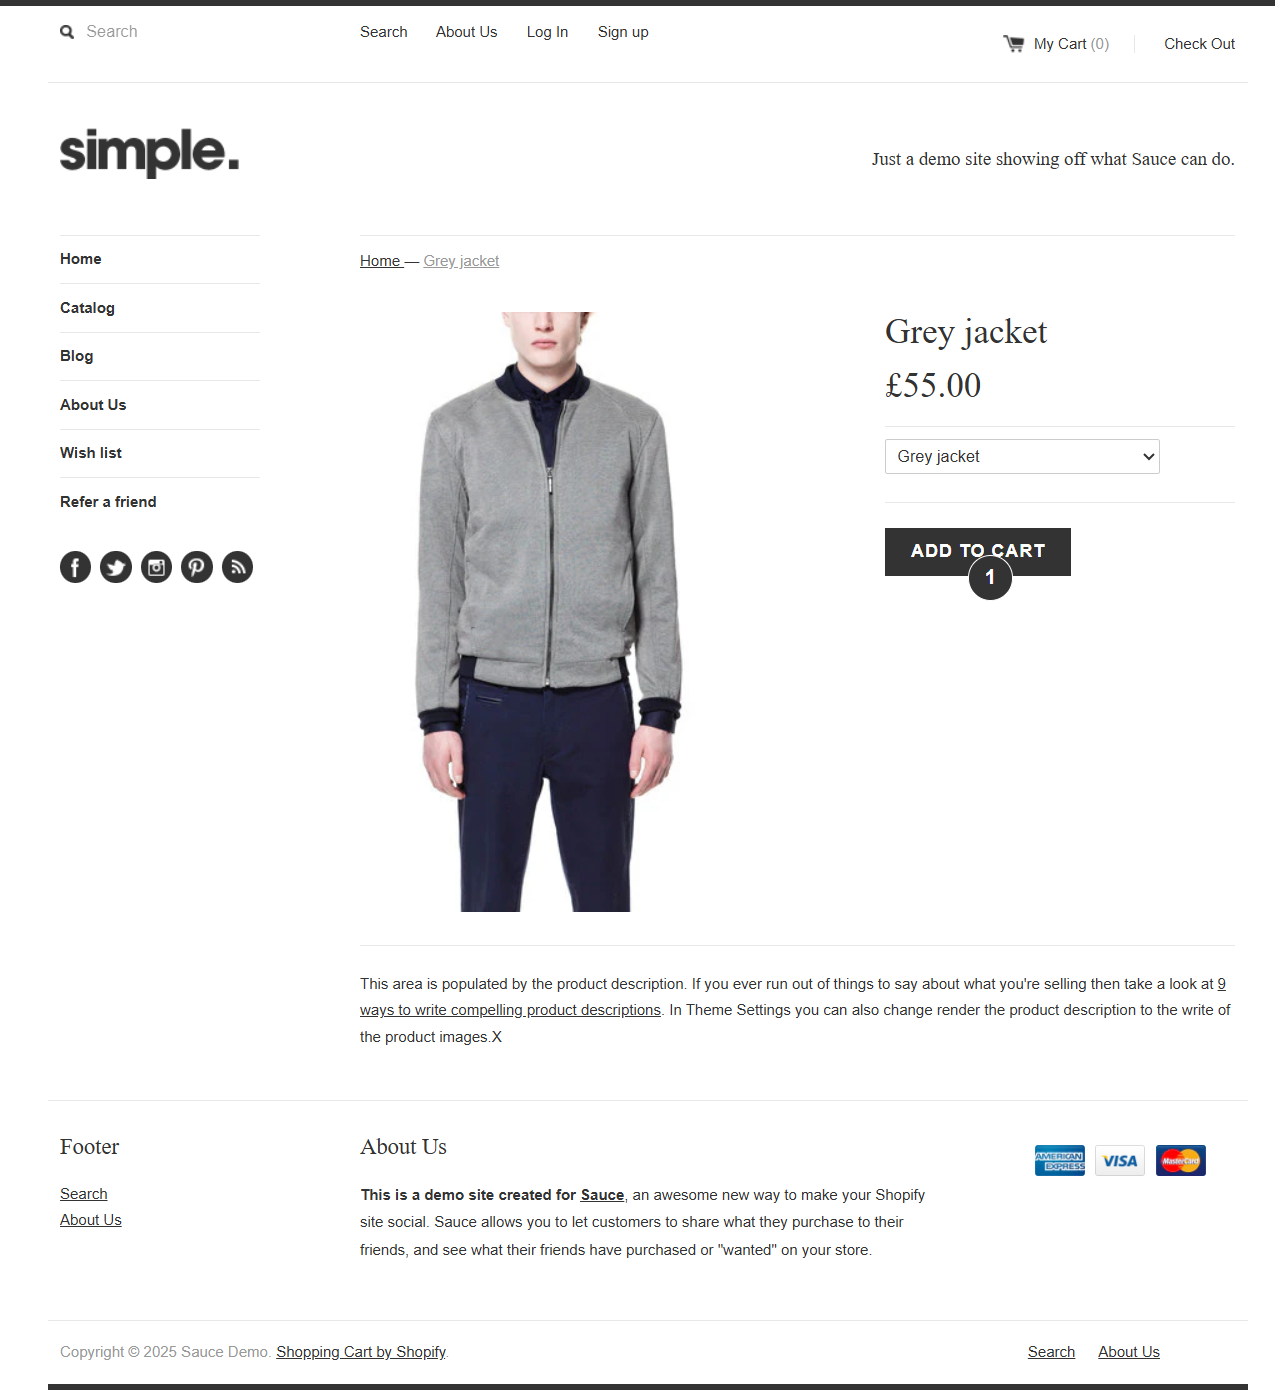 Search
Search About Us Log In Sign up
My Cart (0) Check Out
simple.
Just a demo site showing off what Sauce can do.
Home
Catalog
Blog
About Us
Wish list
Refer a friend
Home — Grey jacket
Grey jacket
£55.00
Grey jacket
ADD TO CART
1
This area is populated by the product description. If you ever run out of things to say about what you're selling then take a look at 9
ways to write compelling product descriptions. In Theme Settings you can also change render the product description to the write of
the product images.X
Footer
Search
About Us
About Us
This is a demo site created for Sauce, an awesome new way to make your Shopify
site social. Sauce allows you to let customers to share what they purchase to their
friends, and see what their friends have purchased or "wanted" on your store.
AMERICAN
EXPRESS
VISA
MasterCard
Copyright © 2025 Sauce Demo. Shopping Cart by Shopify.
Search About Us